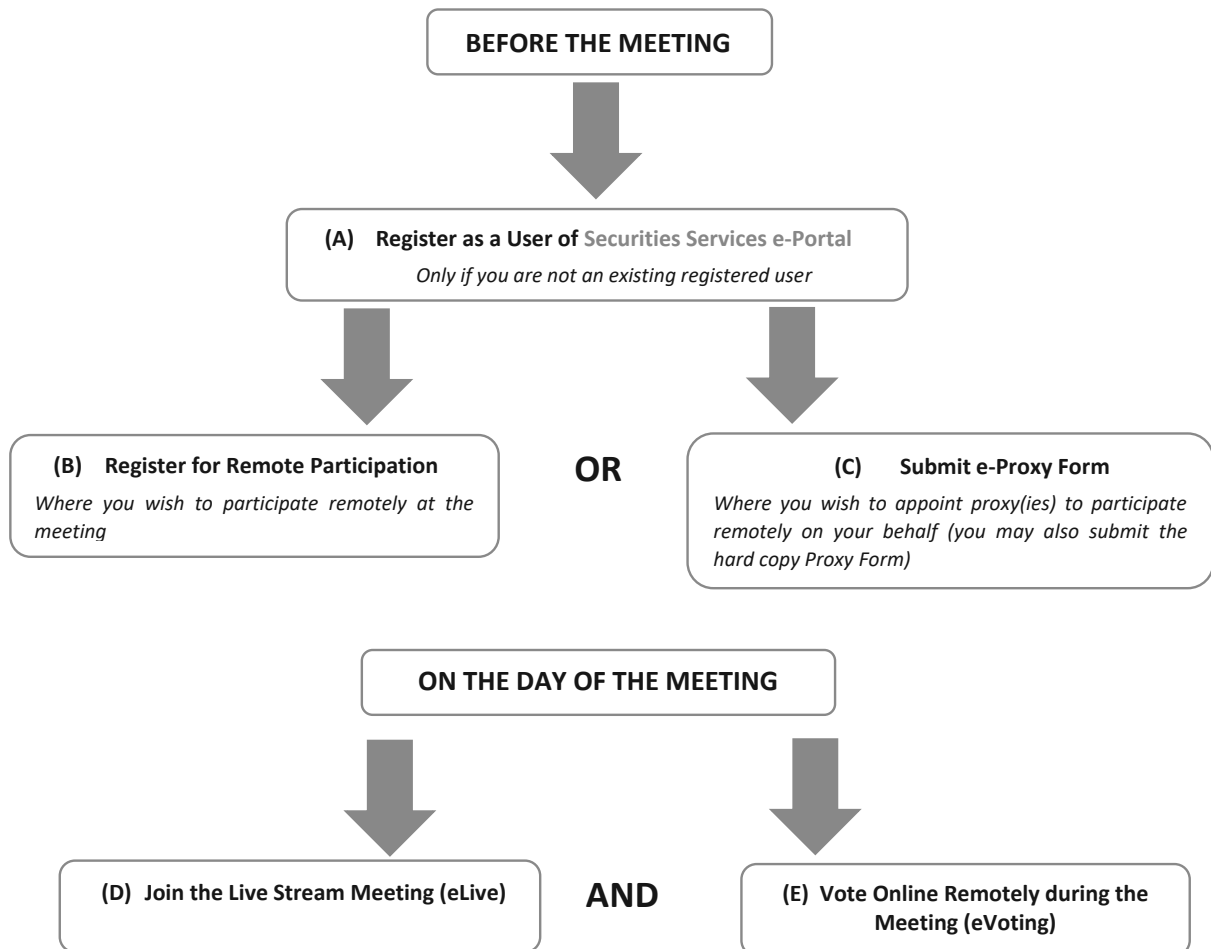 BEFORE THE MEETING
(A) Register as a User of Securities Services e-Portal
Only if you are not an existing registered user
(B) Register for Remote Participation
Where you wish to participate remotely at the
meeting
OR
(C) Submit e-Proxy Form
Where you wish to appoint proxy(ies) to participate
remotely on your behalf (you may also submit the
hard copy Proxy Form)
ON THE DAY OF THE MEETING
(D) Join the Live Stream Meeting (eLive)
AND
(E) Vote Online Remotely during the
Meeting (eVoting)